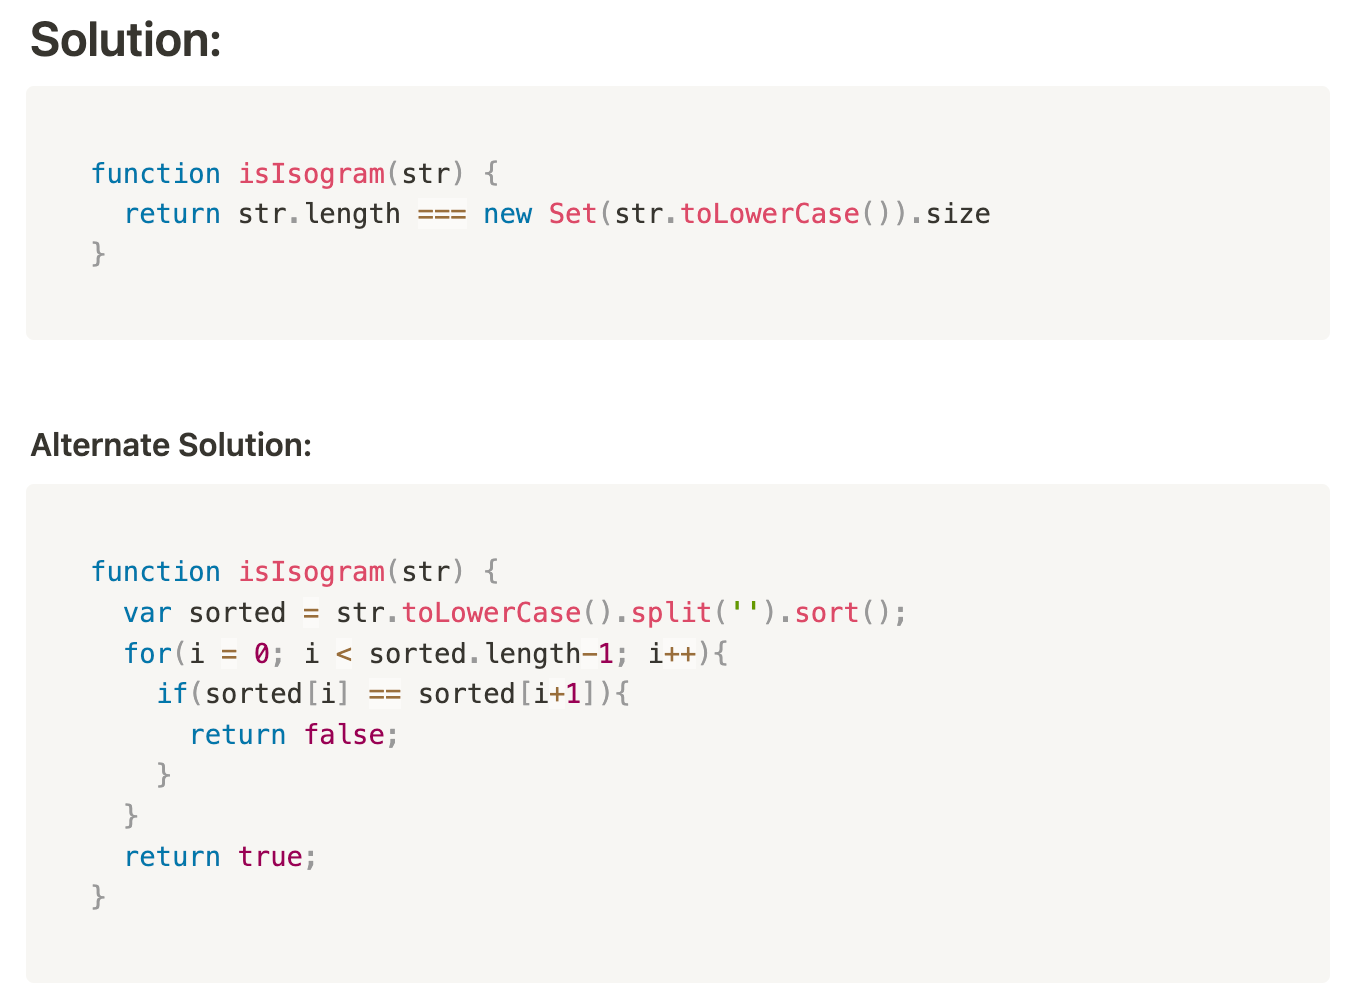 Solution:
function isIsogram(str) {
  return str.length === new Set(str.toLowerCase()).size
}
Alternate Solution:
function isIsogram(str) {
  var sorted = str.toLowerCase().split('').sort();
  for(i = 0; i < sorted.length-1; i++){
    if(sorted[i] == sorted[i+1]){
      return false;
    }
  }
  return true;
}